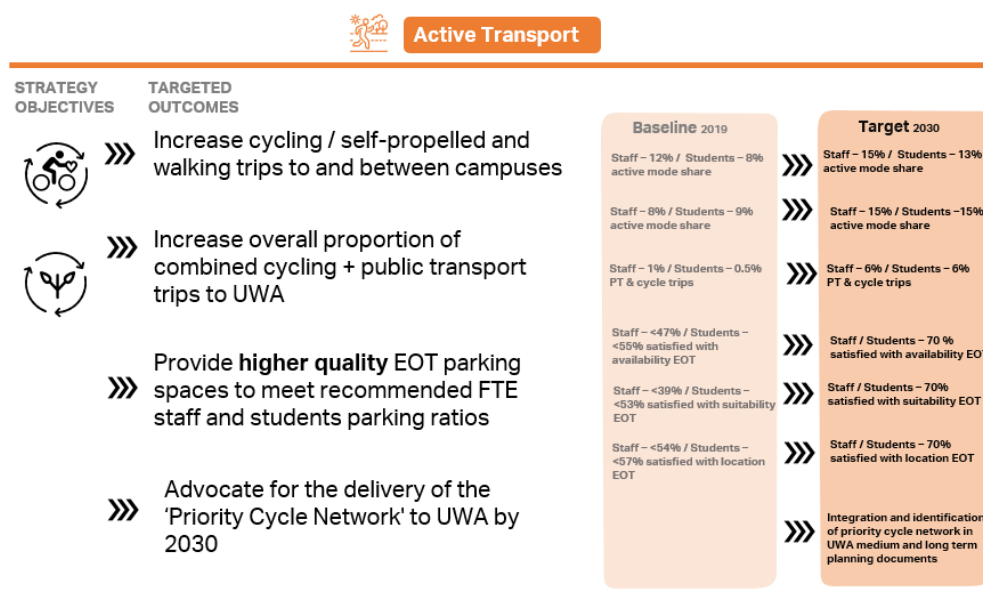 Active Transport
STRATEGY
OBJECTIVES
TARGETED
OUTCOMES
Increase cycling / self-propelled and
walking trips to and between campuses
Increase overall proportion of
combined cycling + public transport
trips to UWA
Provide higher quality EOT parking
spaces to meet recommended FTE
staff and students parking ratios
Advocate for the delivery of the
‘Priority Cycle Network' to UWA by
2030
Baseline 2019
Staff – 12% / Students – 8%
active mode share
Staff – 8% / Students – 9%
active mode share
Staff – 1% / Students – 0.5%
PT & cycle trips
Staff – <47% / Students –
<55% satisfied with
availability EOT
Staff – <39% / Students –
<53% satisfied with suitability
EOT
Staff – <54% / Students –
<57% satisfied with location
EOT
Target 2030
Staff – 15% / Students – 13%
active mode share
Staff – 15% / Students –15%
active mode share
Staff – 6% / Students – 6%
PT & cycle trips
Staff / Students – 70 %
satisfied with availability EOT
Staff / Students – 70%
satisfied with suitability EOT
Staff / Students – 70%
satisfied with location EOT
Integration and identification
of priority cycle network in
UWA medium and long term
planning documents